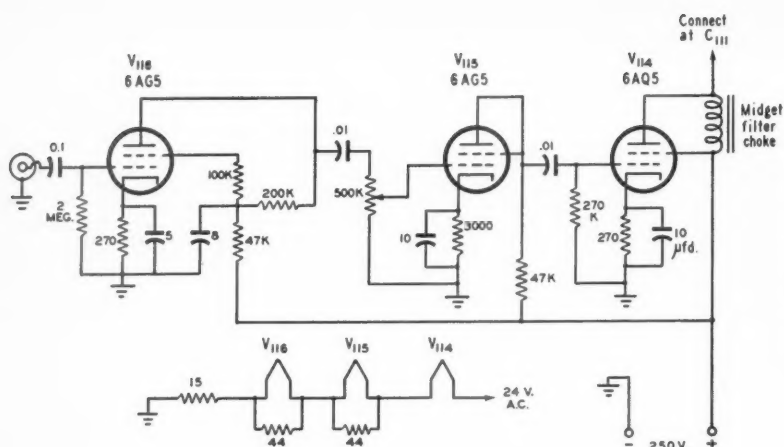 Connect
at C111
V116
6AG5
V115
6AG5
V114
6AQ5
Midget
filter
choke
0.1
.01
.01
100K
200K
500K
2
MEG.
270
5
8
47K
10
3000
47K
270
K
270
10
µfd.
V116
V115
V114
15
44
44
24 V.
A.C.
250 V.
- +